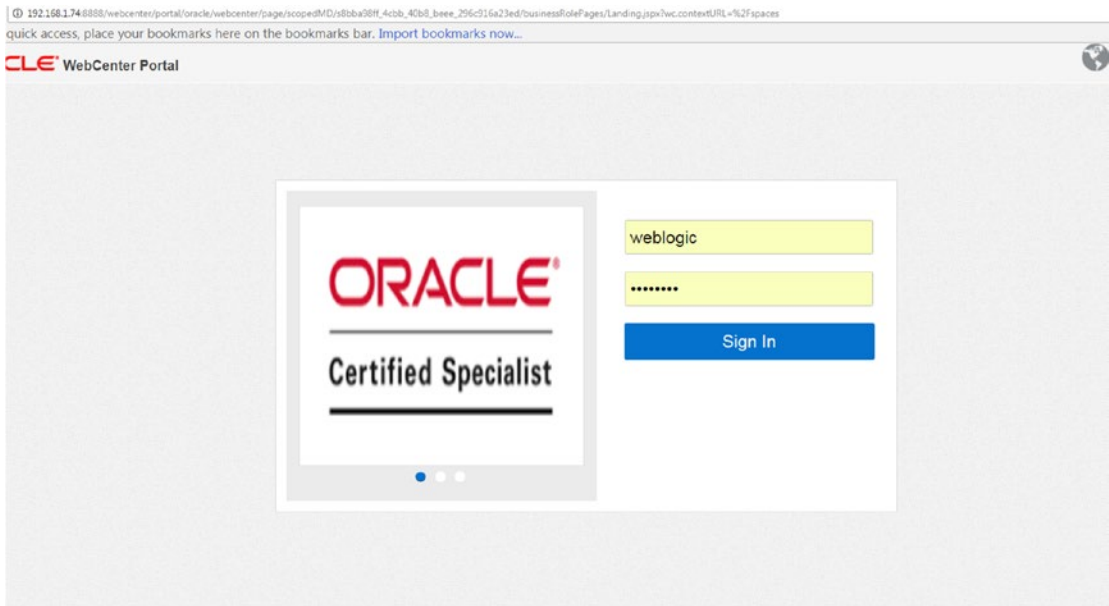 192.168.1.74:8888/webcenter/portal/oracle/webcenter/page/scopedMD/s8bba98ff_4cbb_40b8_beee_296c916a23ed/businessRolePages/Landing.jspx?wc.contextURL=%2Fspaces
quick access, place your bookmarks here on the bookmarks bar. Import bookmarks now...
CLE® WebCenter Portal
ORACLE®
Certified Specialist
weblogic
••••••••
Sign In